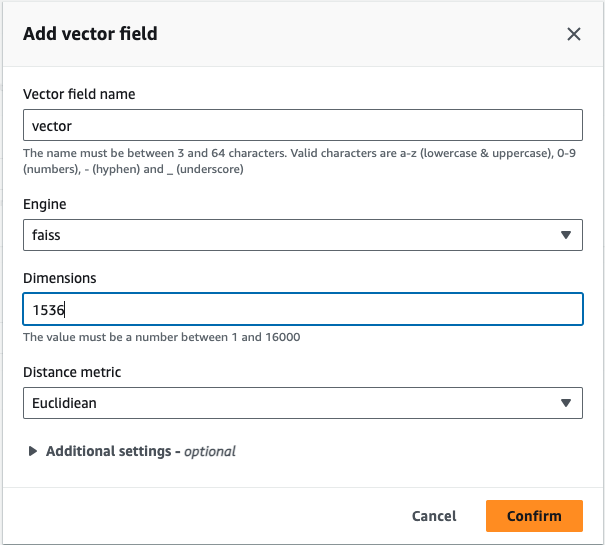 Add vector field
Vector field name
vector
The name must be between 3 and 64 characters. Valid characters are a-z (lowercase & uppercase), 0-9
(numbers), - (hyphen) and _ (underscore)
Engine
faiss
Dimensions
1536
The value must be a number between 1 and 16000
Distance metric
Euclidiean
Additional settings - optional
Cancel
Confirm